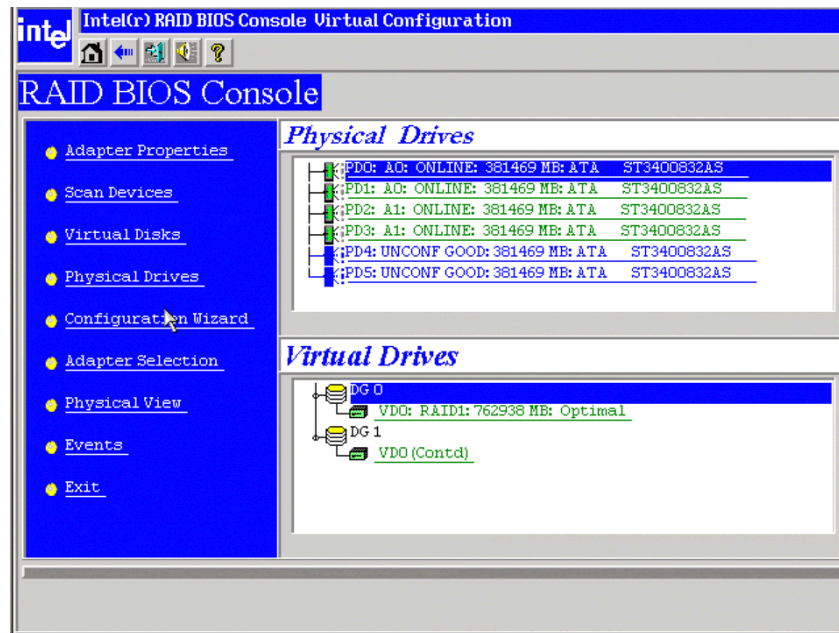 intel
Intel(r) RAID BIOS Console Virtual Configuration
RAID BIOS Console
Adapter Properties
Scan Devices
Virtual Disks
Physical Drives
Configuration Wizard
Adapter Selection
Physical View
Events
Exit
Physical Drives
PD0: A0: ONLINE: 381469 MB: ATA ST3400832AS
PD1: A0: ONLINE: 381469 MB: ATA ST3400832AS
PD2: A1: ONLINE: 381469 MB: ATA ST3400832AS
PD3: A1: ONLINE: 381469 MB: ATA ST3400832AS
PD4: UNCONF GOOD: 381469 MB: ATA ST3400832AS
PD5: UNCONF GOOD: 381469 MB: ATA ST3400832AS
Virtual Drives
DG 0
VD0: RAID1: 762938 MB: Optimal
DG 1
VD0 (Contd)